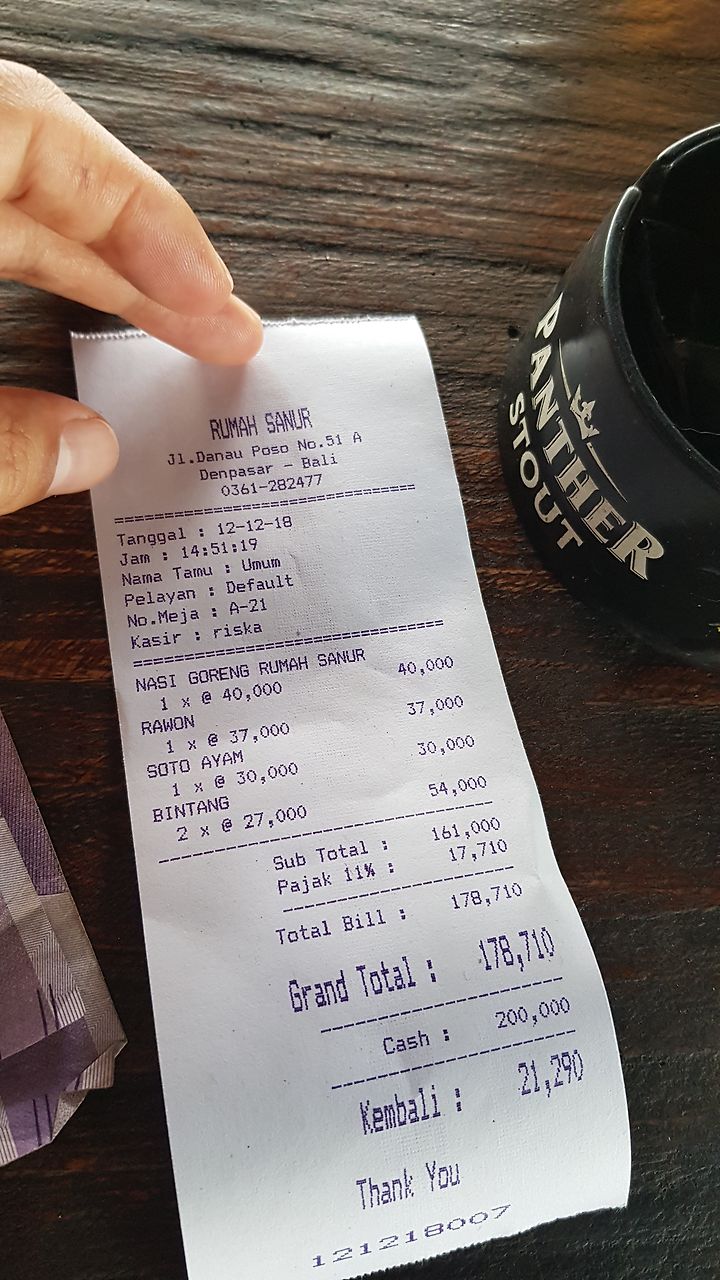 RUMAH SANUR
Jl.Danau Poso No.51 A
Denpasar - Bali
0361-282477
========================================
Tanggal : 12-12-18
Jam : 14:51:19
Nama Tamu : Umum
Pelayan : Default
No.Meja : A-21
Kasir : riska
========================================
NASI GORENG RUMAH SANUR
1 x @ 40,000 40,000
RAWON
1 x @ 37,000 37,000
SOTO AYAM
1 x @ 30,000 30,000
BINTANG
2 x @ 27,000 54,000
Sub Total : 161,000
Pajak 11% : 17,710
Total Bill : 178,710
Grand Total : 178,710
Cash : 200,000
Kembali : 21,290
Thank You
121218007
PANTHER
STOUT